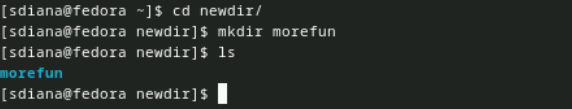 [sdiana@fedora ~]$ cd newdir/
[sdiana@fedora newdir]$ mkdir morefun
[sdiana@fedora newdir]$ ls
morefun
[sdiana@fedora newdir]$